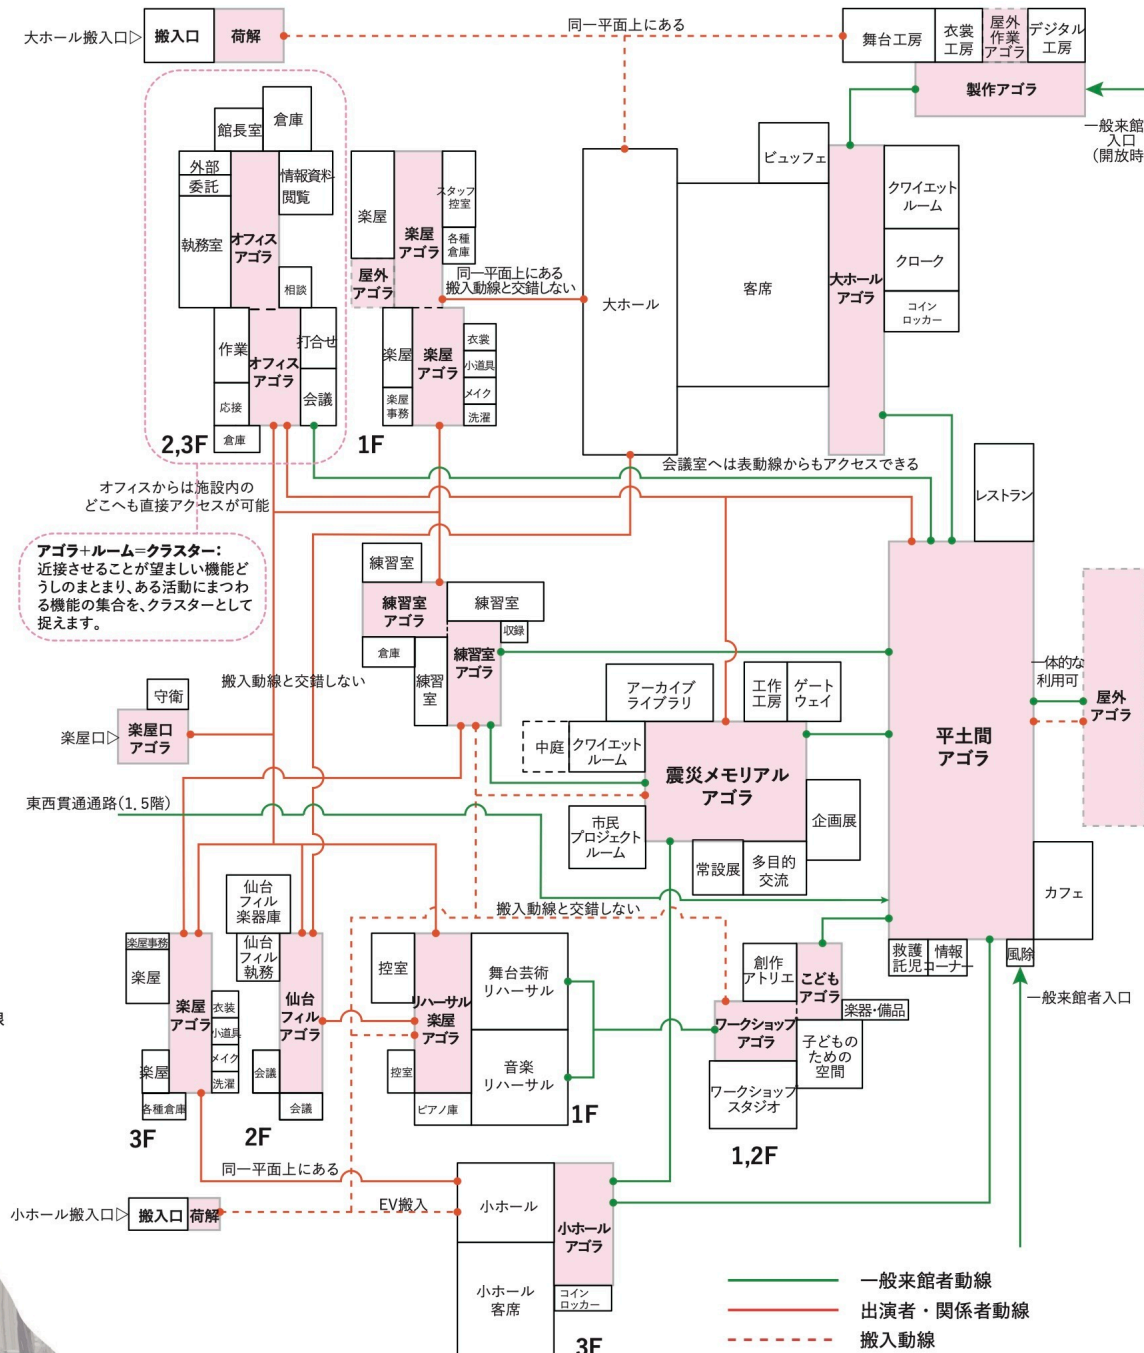 大ホール搬入口▷
搬入口
荷解
同一平面上にある
舞台工房
衣裳
工房
屋外
作業
アゴラ
デジタル
工房
製作アゴラ
一般来館
入口
(開放時
館長室
倉庫
外部
委託
情報資料
閲覧
執務室
オフィス
アゴラ
相談
作業
打合せ
オフィス
アゴラ
応接
会議
倉庫
2,3F
楽屋
楽屋
アゴラ
スタッフ
控室
各種
倉庫
屋外
アゴラ
同一平面上にある
搬入動線と交錯しない
楽屋
楽屋
アゴラ
衣裳
小道具
メイク
洗濯
楽屋
事務
1F
大ホール
客席
ビュッフェ
大ホール
アゴラ
クワイエット
ルーム
クローク
コイン
ロッカー
会議室へは表動線からもアクセスできる
オフィスからは施設内の
どこへも直接アクセスが可能
アゴラ+ルーム=クラスター:
近接させることが望ましい機能ど
うしのまとまり、ある活動にまつわ
る機能の集合を、クラスターとして
捉えます。
レストラン
練習室
練習室
アゴラ
練習室
収録
倉庫
練習
室
練習室
アゴラ
搬入動線と交錯しない
守衛
楽屋口▷
楽屋口
アゴラ
アーカイブ
ライブラリ
工作
工房
ゲート
ウェイ
中庭
クワイエット
ルーム
震災メモリアル
アゴラ
市民
プロジェクト
ルーム
常設展
多目的
交流
企画展
平土間
アゴラ
一体的な
利用可
屋外
アゴラ
東西貫通通路(1.5階)
カフェ
搬入動線と交錯しない
救護
託児
情報
コーナー
風除
一般来館者入口
楽屋事務
楽屋
楽屋
アゴラ
衣装
小道具
メイク
洗濯
楽屋
各種倉庫
3F
仙台
フィル
楽器庫
仙台
フィル
執務
仙台
フィル
アゴラ
会議
会議
2F
控室
リハーサル
楽屋
アゴラ
舞台芸術
リハーサル
音楽
リハーサル
控室
ピアノ庫
1F
創作
アトリエ
こども
アゴラ
楽器・備品
ワークショップ
アゴラ
子どもの
ための
空間
ワークショップ
スタジオ
1,2F
同一平面上にある
小ホール搬入口▷
搬入口
荷解
EV搬入
小ホール
小ホール
アゴラ
小ホール
客席
コイン
ロッカー
3F
一般来館者動線
出演者・関係者動線
搬入動線